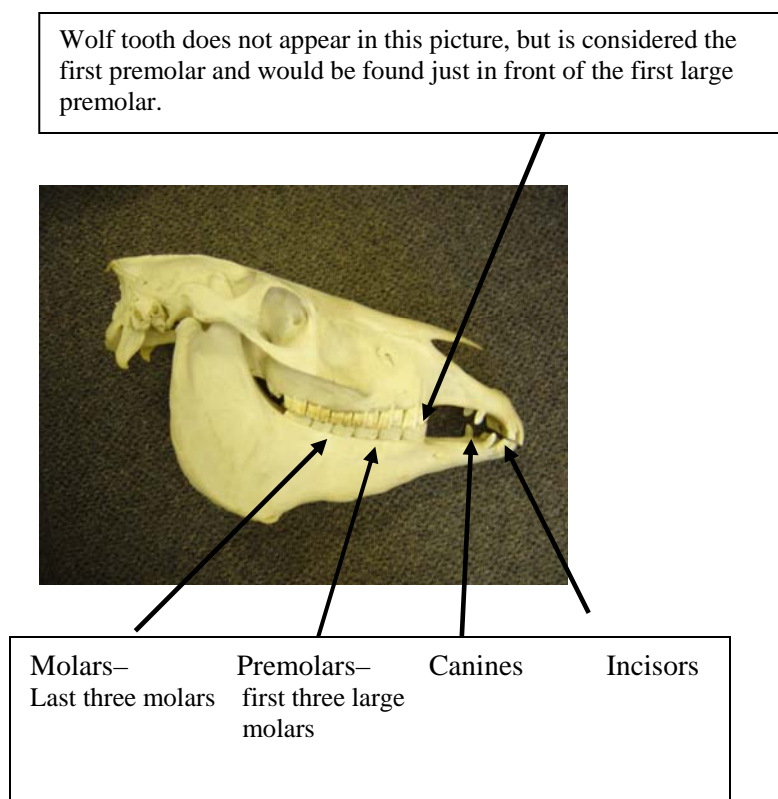 Wolf tooth does not appear in this picture, but is considered the
first premolar and would be found just in front of the first large
premolar.
Molars– Premolars– Canines Incisors
Last three molars first three large
molars